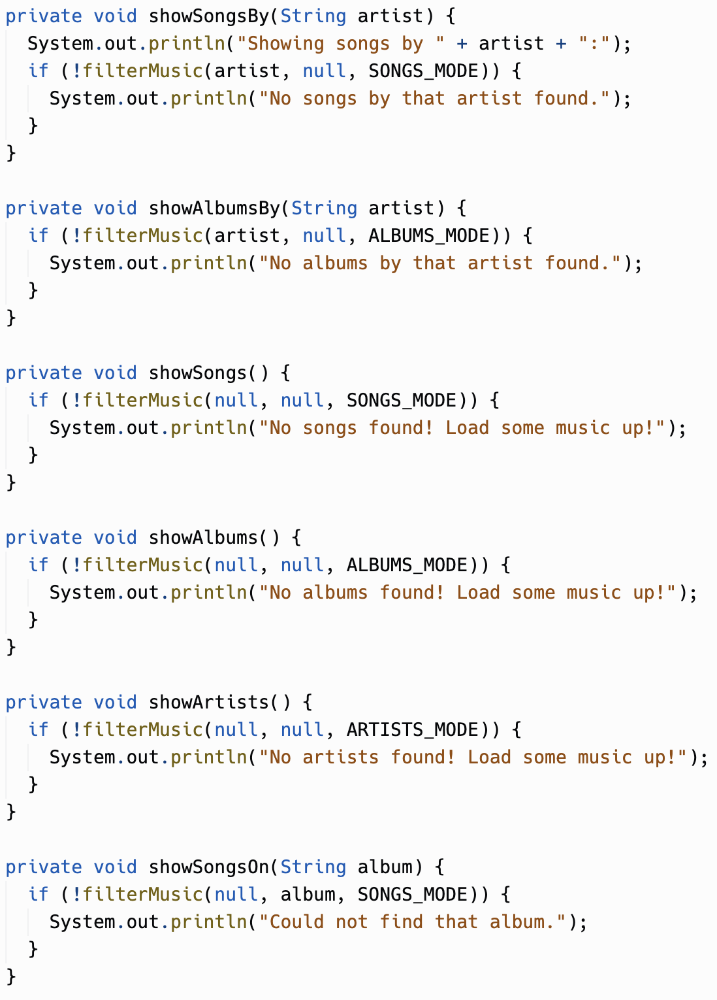 private void showSongsBy(String artist) {
  System.out.println("Showing songs by " + artist + ":");
  if (!filterMusic(artist, null, SONGS_MODE)) {
    System.out.println("No songs by that artist found.");
  }
}

private void showAlbumsBy(String artist) {
  if (!filterMusic(artist, null, ALBUMS_MODE)) {
    System.out.println("No albums by that artist found.");
  }
}

private void showSongs() {
  if (!filterMusic(null, null, SONGS_MODE)) {
    System.out.println("No songs found! Load some music up!");
  }
}

private void showAlbums() {
  if (!filterMusic(null, null, ALBUMS_MODE)) {
    System.out.println("No albums found! Load some music up!");
  }
}

private void showArtists() {
  if (!filterMusic(null, null, ARTISTS_MODE)) {
    System.out.println("No artists found! Load some music up!");
  }
}

private void showSongsOn(String album) {
  if (!filterMusic(null, album, SONGS_MODE)) {
    System.out.println("Could not find that album.");
  }
}